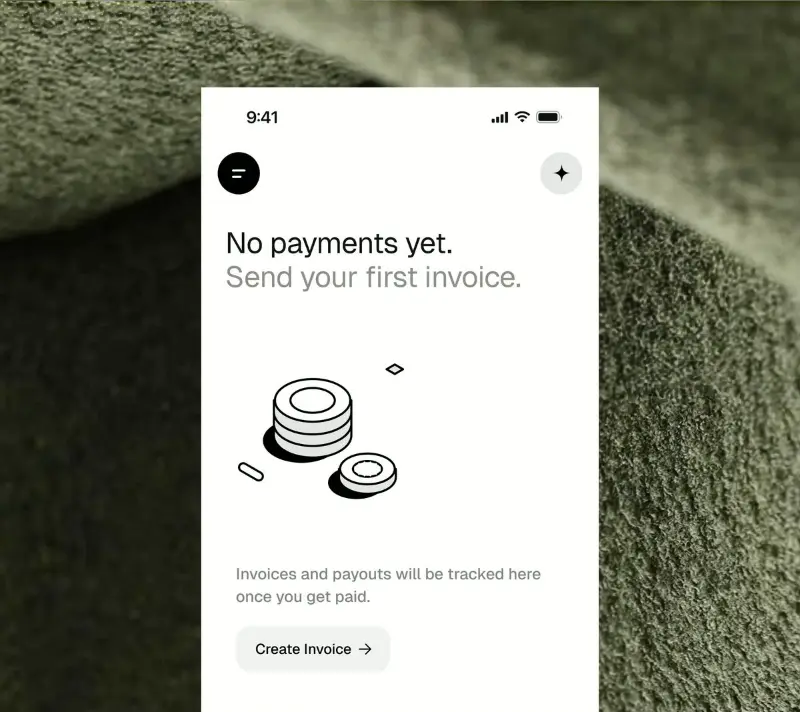 9:41
No payments yet.
Send your first invoice.
Invoices and payouts will be tracked here
once you get paid.
Create Invoice →